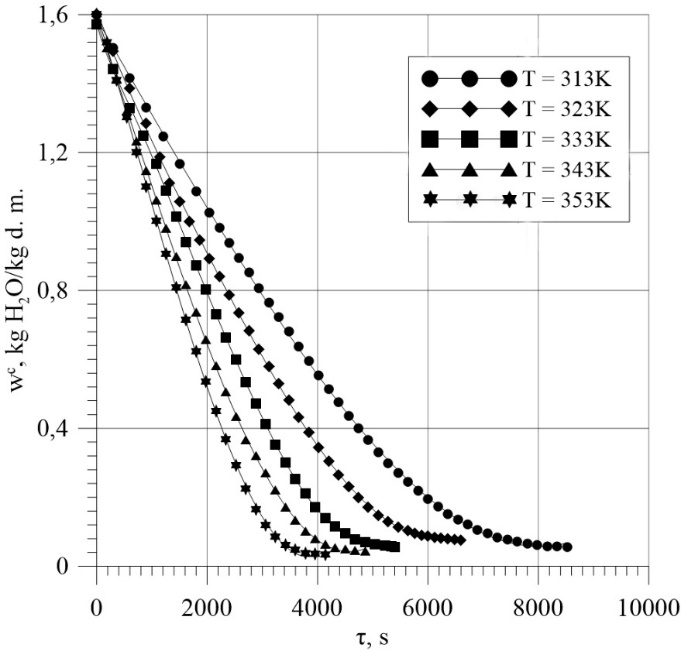 1,6
1,2
0,8
0,4
0
wᶜ, kg H₂O/kg d. m.
T = 313K
T = 323K
T = 333K
T = 343K
T = 353K
0 2000 4000 6000 8000 10000
τ, s